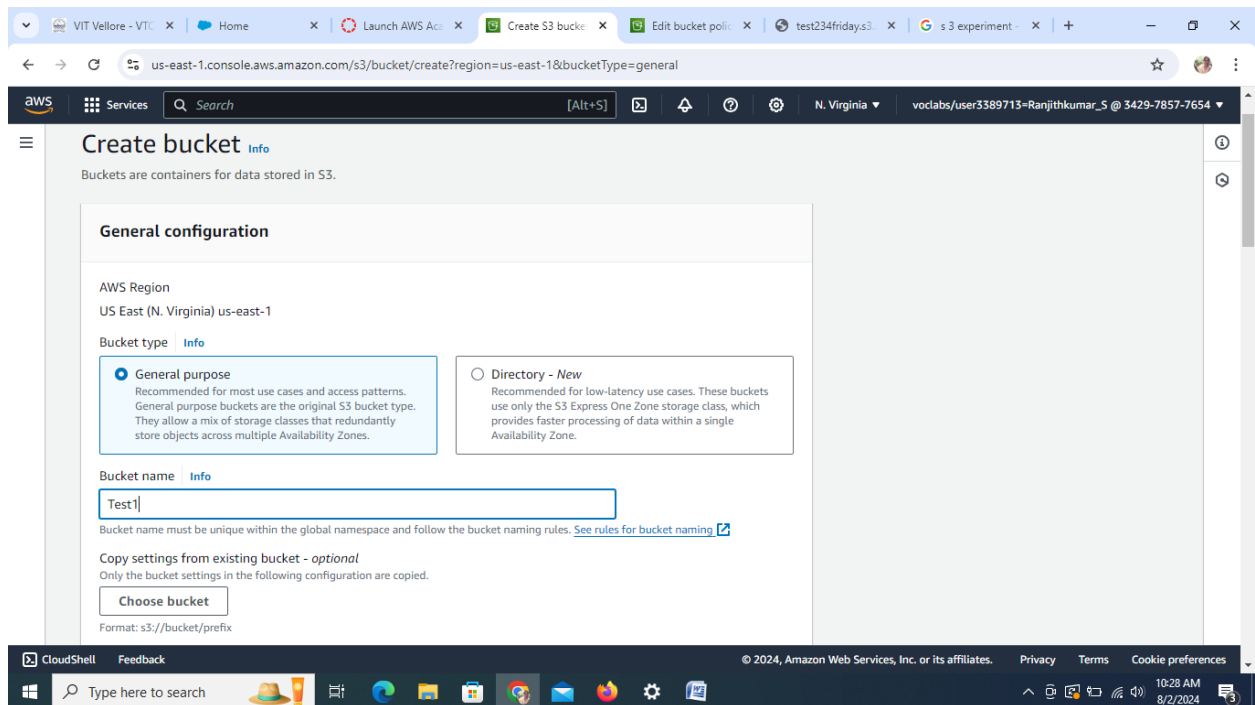 VIT Vellore - VTC
Home
Launch AWS Aca
Create S3 bucke
Edit bucket polic
test234friday.s3.
s 3 experiment -
us-east-1.console.aws.amazon.com/s3/bucket/create?region=us-east-1&bucketType=general
aws Services Search [Alt+S] N. Virginia voclabs/user3389713=Ranjithkumar_S @ 3429-7857-7654
Create bucket Info
Buckets are containers for data stored in S3.
General configuration
AWS Region
US East (N. Virginia) us-east-1
Bucket type Info
General purpose
Recommended for most use cases and access patterns.
General purpose buckets are the original S3 bucket type.
They allow a mix of storage classes that redundantly
store objects across multiple Availability Zones.
Directory - New
Recommended for low-latency use cases. These buckets
use only the S3 Express One Zone storage class, which
provides faster processing of data within a single
Availability Zone.
Bucket name Info
Test1
Bucket name must be unique within the global namespace and follow the bucket naming rules. See rules for bucket naming
Copy settings from existing bucket - optional
Only the bucket settings in the following configuration are copied.
Choose bucket
Format: s3://bucket/prefix
CloudShell Feedback © 2024, Amazon Web Services, Inc. or its affiliates. Privacy Terms Cookie preferences
Type here to search
10:28 AM
8/2/2024
3